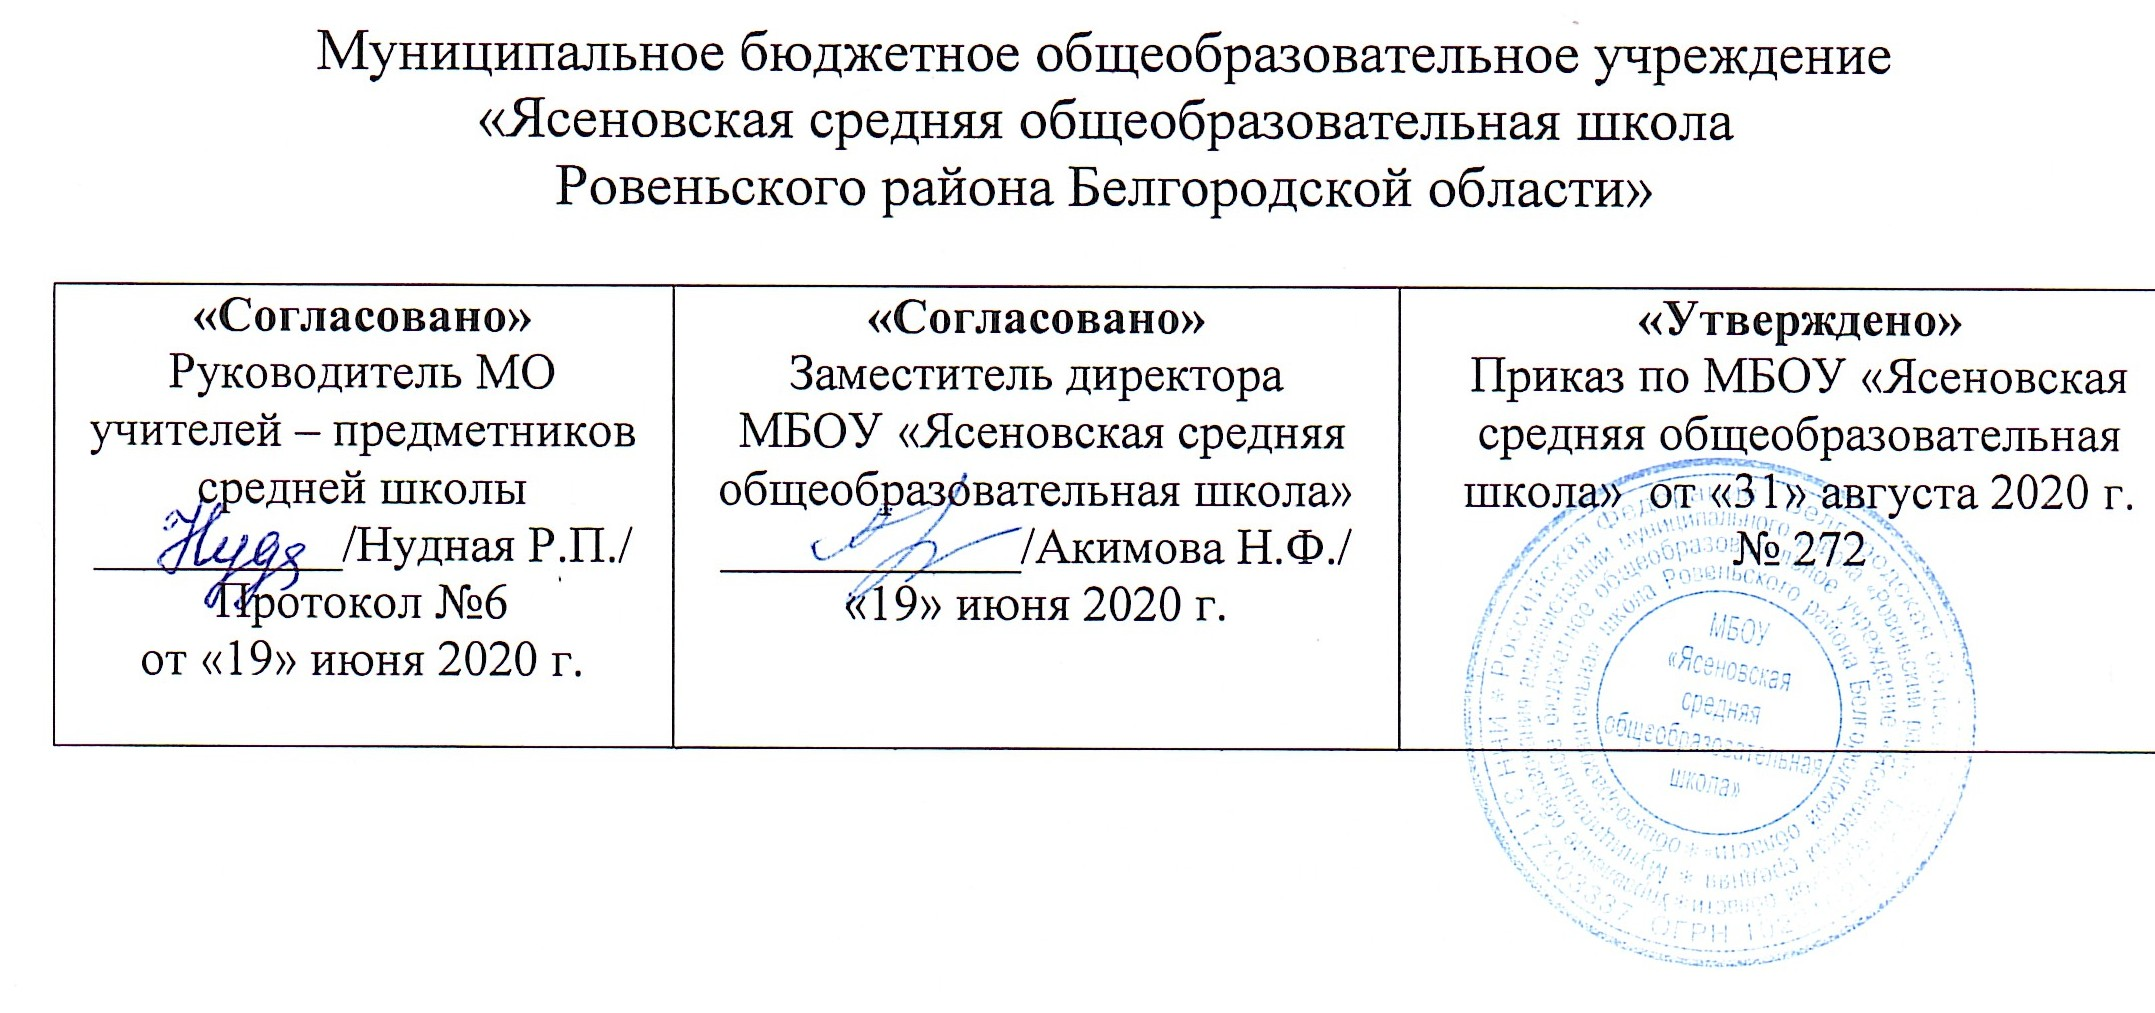 Муниципальное бюджетное общеобразовательное учреждение
«Ясеновская средняя общеобразовательная школа
Ровеньского района Белгородской области»
«Согласовано»
Руководитель МО
учителей – предметников
средней школы
/Нудная Р.П./
Протокол №6
от «19» июня 2020 г.
«Согласовано»
Заместитель директора
МБОУ «Ясеновская средняя
общеобразовательная школа»
/Акимова Н.Ф./
«19» июня 2020 г.
«Утверждено»
Приказ по МБОУ «Ясеновская
средняя общеобразовательная
школа» от «31» августа 2020 г.
№ 272
МБОУ
«Ясеновская
средняя
общеобразовательная
школа»